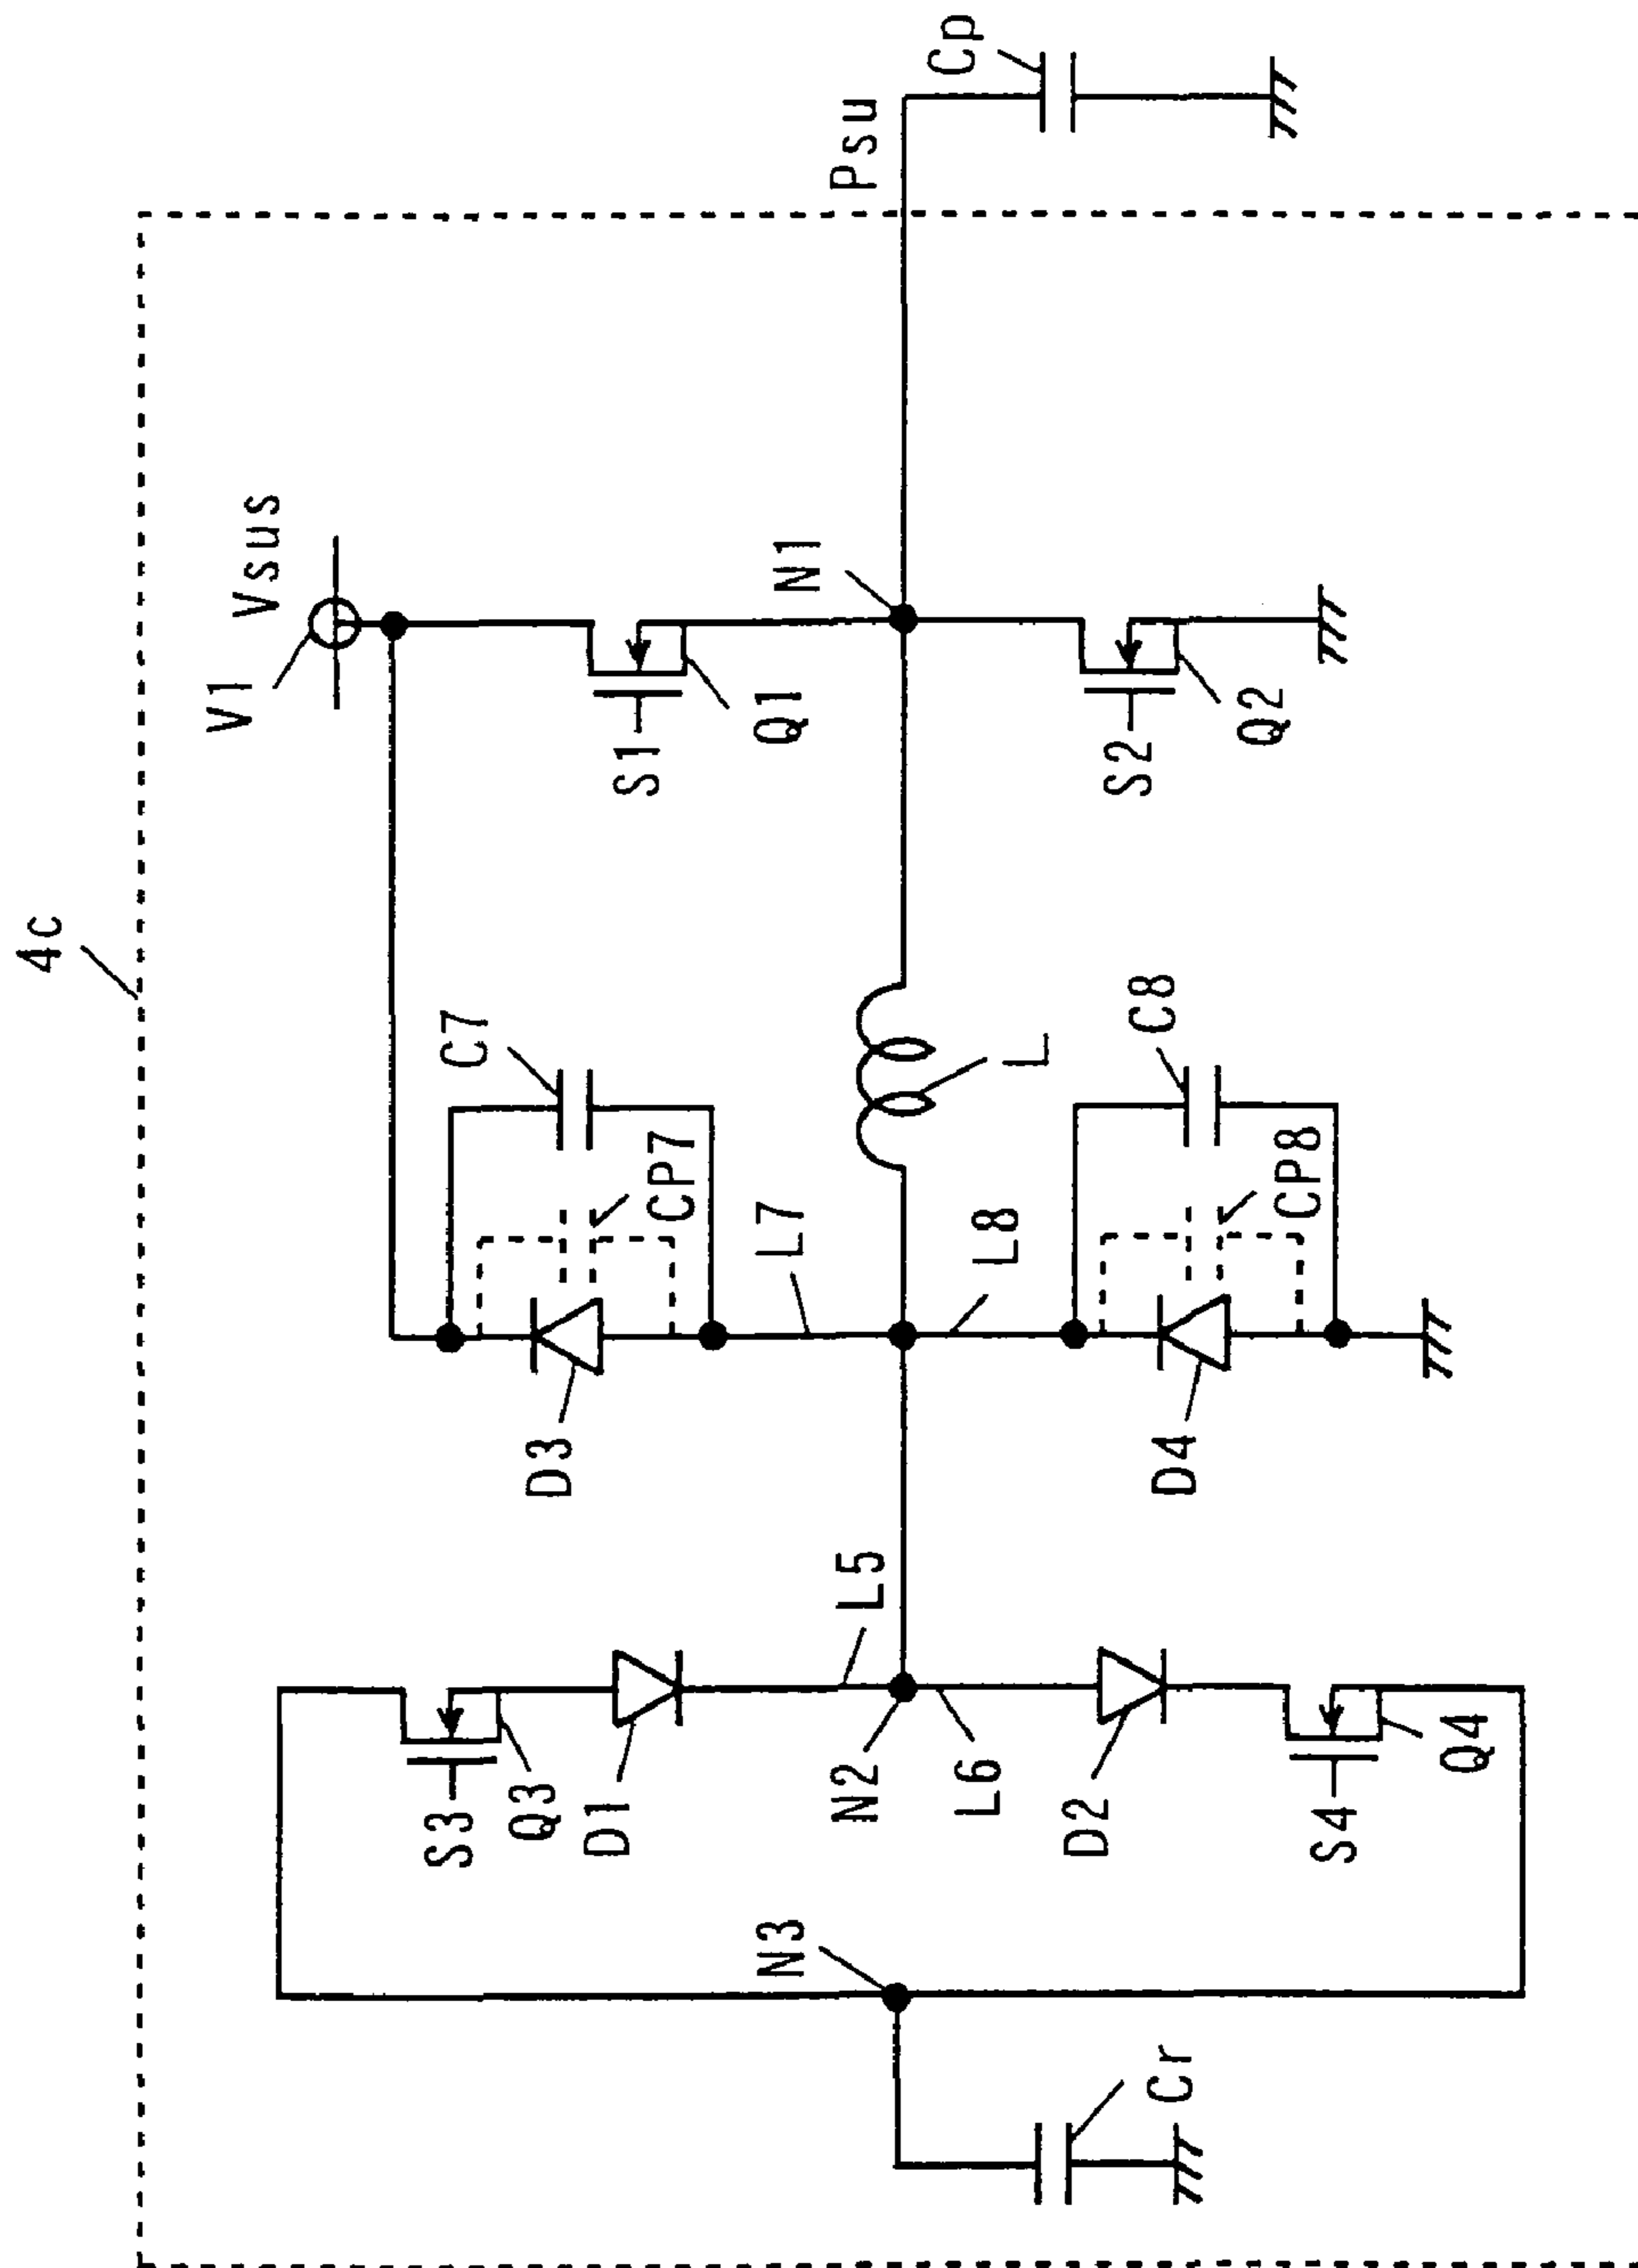 4c
V1
Vsus
Psu
Cp
S1
Q1
N1
S2
Q2
C7
CP7
D3
L7
L
L8
C8
CP8
D4
S3
Q3
D1
L5
N2
L6
D2
S4
Q4
N3
Cr